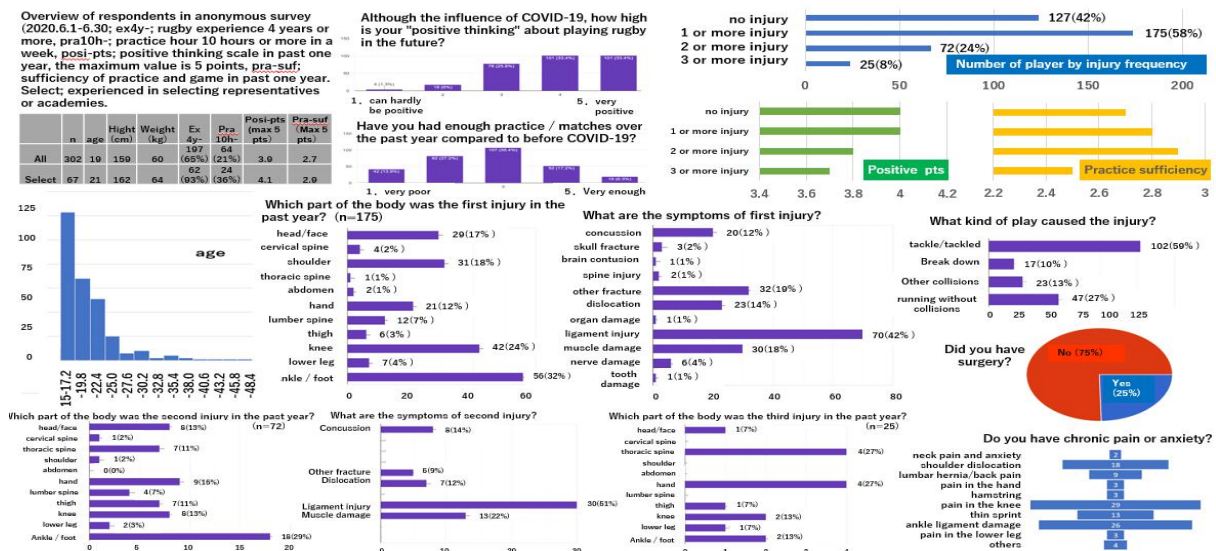 Overview of respondents in anonymous survey
(2020.6.1-6.30; ex4y-; rugby experience 4 years or
more, pra10h-; practice hour 10 hours or more in a
week, posi-pts; positive thinking scale in past one
year, the maximum value is 5 points, pra-suf;
sufficiency of practice and game in past one year.
Select; experienced in selecting representatives
or academies.
n age Hight (cm) Weight (kg) Ex 4y- Pra 10h- Posi-pts (max 5 pts) Pra-suf (Max 5 pts)
All 302 19 159 60 197 (65%) 64 (21%) 3.9 2.7
Select 67 21 162 64 62 (93%) 24 (36%) 4.1 2.9
Although the influence of COVID-19, how high
is your "positive thinking" about playing rugby
in the future?
1. can hardly be positive
5. very positive
Have you had enough practice / matches over
the past year compared to before COVID-19?
1. very poor
5. Very enough
no injury 127(42%)
1 or more injury 175(58%)
2 or more injury 72(24%)
3 or more injury 25(8%)
Number of player by injury frequency
0 50 100 150 200
no injury
1 or more injury
2 or more injury
3 or more injury
Positive pts
3.4 3.6 3.8 4 4.2
Practice sufficiency
2.2 2.4 2.6 2.8 3
125
100
75
50
25
0
age
15-17.2 -19.8 -22.4 -25.0 -27.6 -30.2 -32.8 -35.4 -38.0 -40.6 -43.2 -45.8 -48.4
Which part of the body was the first injury in the
past year? (n=175)
head/face 29(17%)
cervical spine 4(2%)
shoulder 31(18%)
thoracic spine 1(1%)
abdomen 2(1%)
hand 21(12%)
lumber spine 12(7%)
thigh 6(3%)
knee 42(24%)
lower leg 7(4%)
nkle / foot 56(32%)
0 20 40 60
What are the symptoms of first injury?
concussion 20(12%)
skull fracture 3(2%)
brain contusion 1(1%)
spine injury 2(1%)
other fracture 32(19%)
dislocation 23(14%)
organ damage 1(1%)
ligament injury 70(42%)
muscle damage 30(18%)
nerve damage 6(4%)
tooth damage 1(1%)
0 20 40 60 80
What kind of play caused the injury?
tackle/tackled 102(59%)
Break down 17(10%)
Other collisions 23(13%)
running without collisions 47(27%)
0 25 50 75 100 125
Did you have
surgery?
No (75%)
Yes (25%)
Which part of the body was the second injury in the past year?
(n=72)
head/face 8(13%)
cervical spine 1(2%)
thoracic spine 7(11%)
shoulder 1(2%)
abdomen 0(0%)
hand 9(16%)
lumber spine 4(7%)
thigh 7(11%)
knee 8(13%)
lower leg 2(3%)
Ankle / foot 18(29%)
0 5 10 15 20
What are the symptoms of second injury?
Concussion 8(14%)
Other fracture
Dislocation 7(12%)
Ligament injury 30(51%)
Muscle damage 13(22%)
0 10 20 30
Which part of the body was the third injury in the past year?
(n=25)
head/face 1(7%)
cervical spine
thoracic spine 4(27%)
shoulder
abdomen
hand 4(27%)
lumber spine
thigh 1(7%)
knee 2(13%)
lower leg 1(7%)
Ankle / foot 2(13%)
0 1 2 3 4
Do you have chronic pain or anxiety?
neck pain and anxiety 2
shoulder dislocation 18
lumbar hernia/back pain 9
pain in the hand 3
hamstring 3
pain in the knee 29
thin sprint 13
ankle ligament damage 26
pain in the lower leg 3
others 4